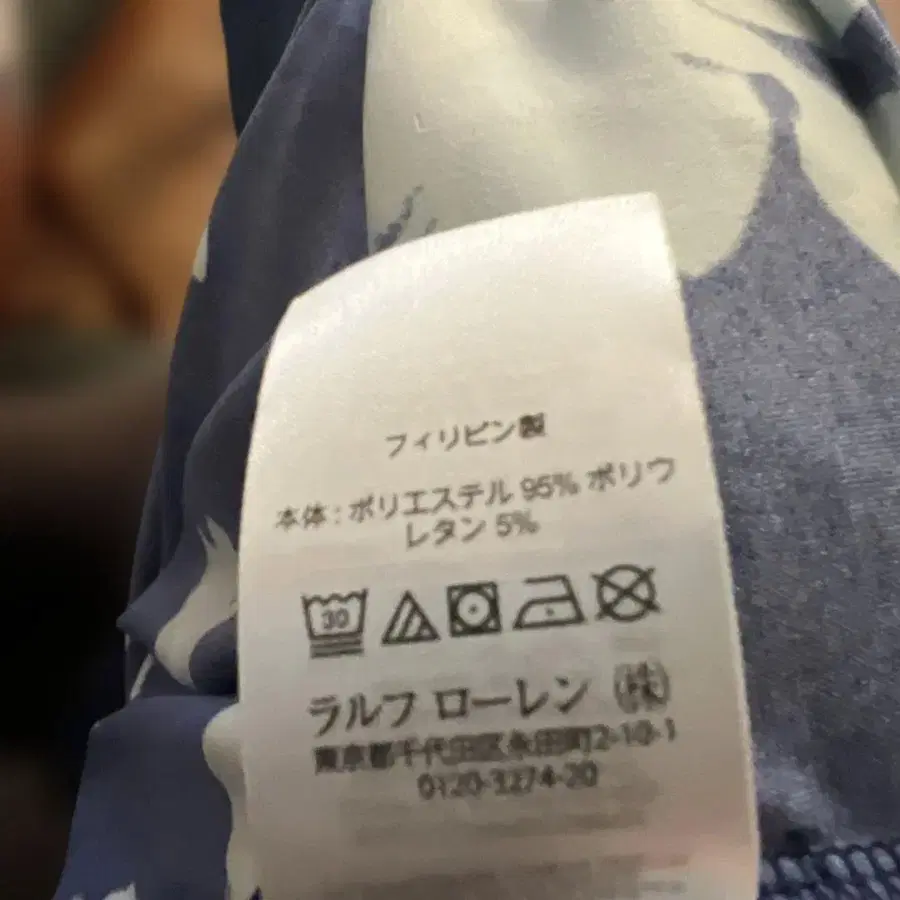 フィリピン製
本体 : ポリエステル 95% ポリウ
レタン 5%
30
ラルフ ローレン ㈱
東京都千代田区永田町2-10-1
0120-3274-20